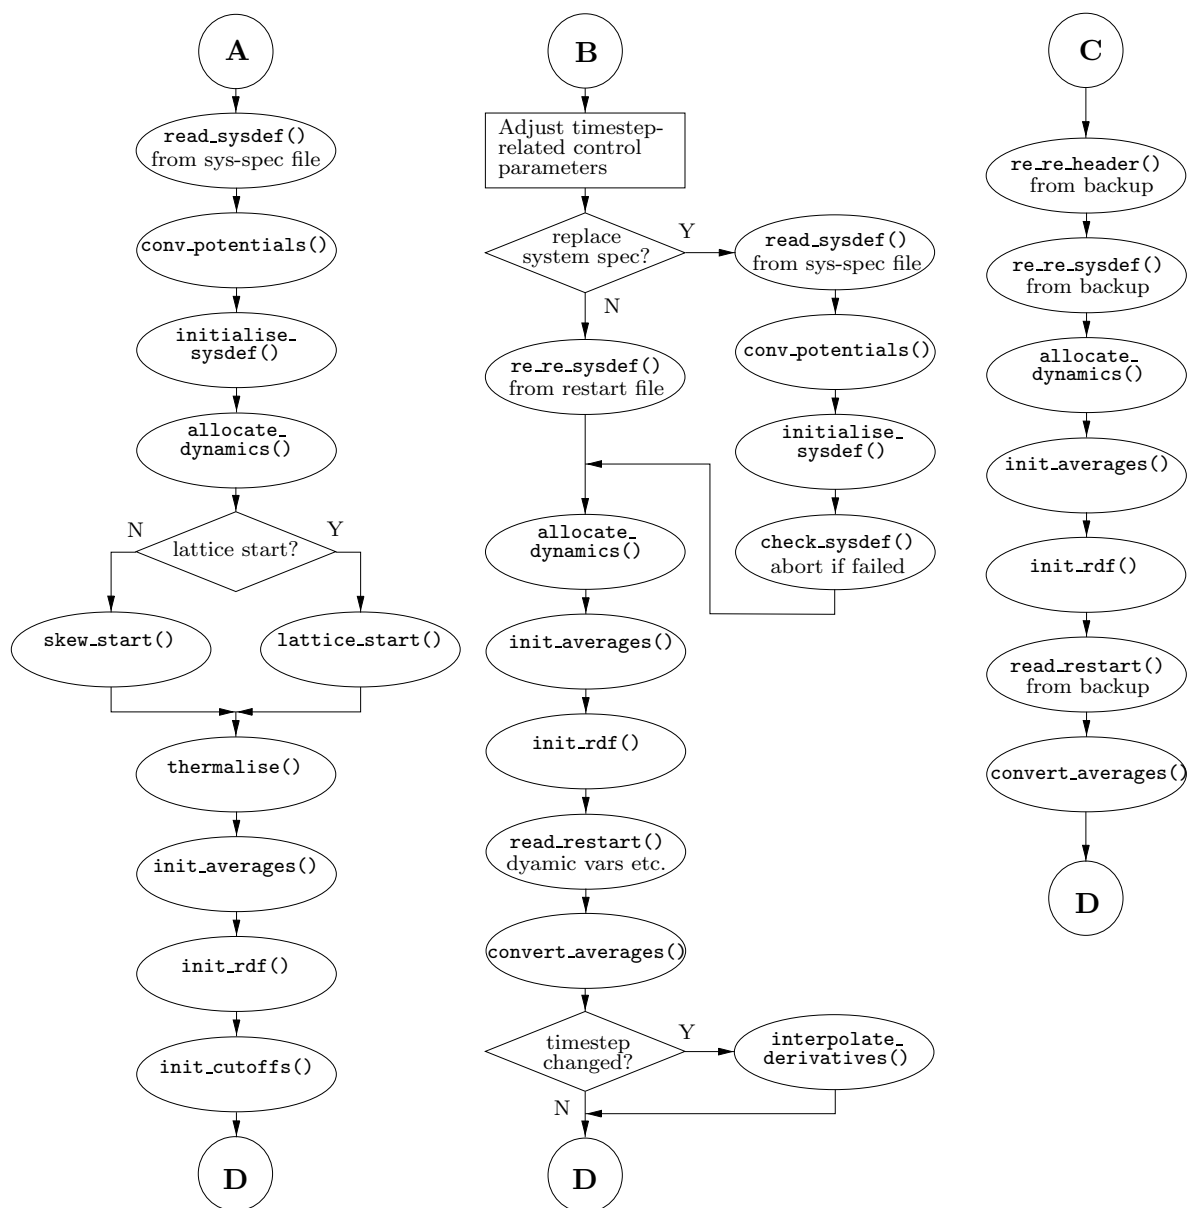 A
read_sysdef()
from sys-spec file
conv_potentials()
initialise_
sysdef()
allocate_
dynamics()
N
Y
lattice start?
skew_start()
lattice_start()
thermalise()
init_averages()
init_rdf()
init_cutoffs()
D
B
Adjust timestep-
related control
parameters
replace
system spec?
Y
N
read_sysdef()
from sys-spec file
conv_potentials()
initialise_
sysdef()
check_sysdef()
abort if failed
re_re_sysdef()
from restart file
allocate_
dynamics()
init_averages()
init_rdf()
read_restart()
dyamic vars etc.
convert_averages()
timestep
changed?
Y
N
interpolate_
derivatives()
D
C
re_re_header()
from backup
re_re_sysdef()
from backup
allocate_
dynamics()
init_averages()
init_rdf()
read_restart()
from backup
convert_averages()
D